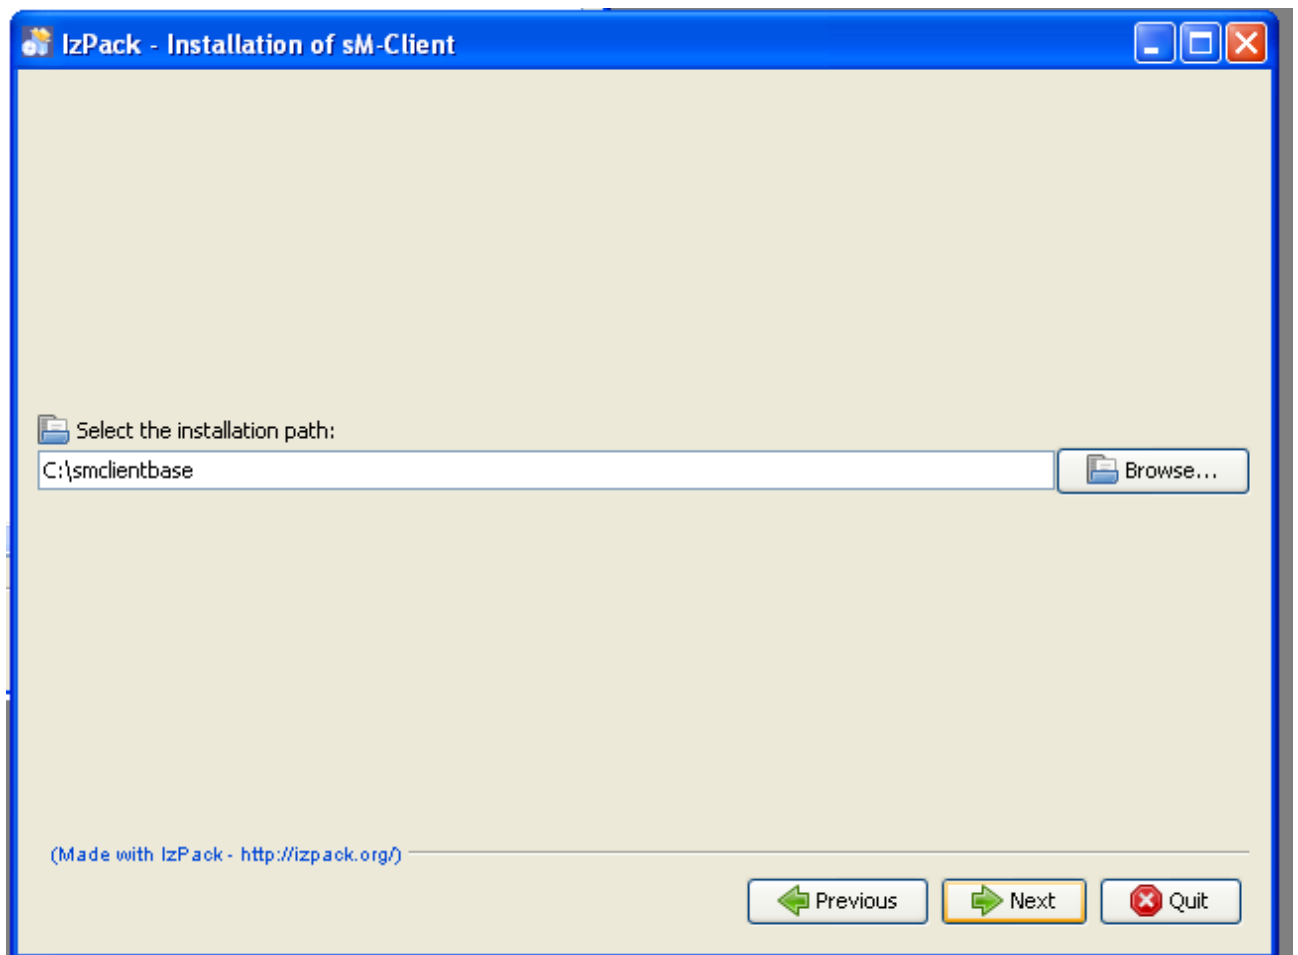 IzPack - Installation of sM-Client
Select the installation path:
C:\smclientbase
Browse...
(Made with IzPack - http://izpack.org/)
Previous
Next
Quit